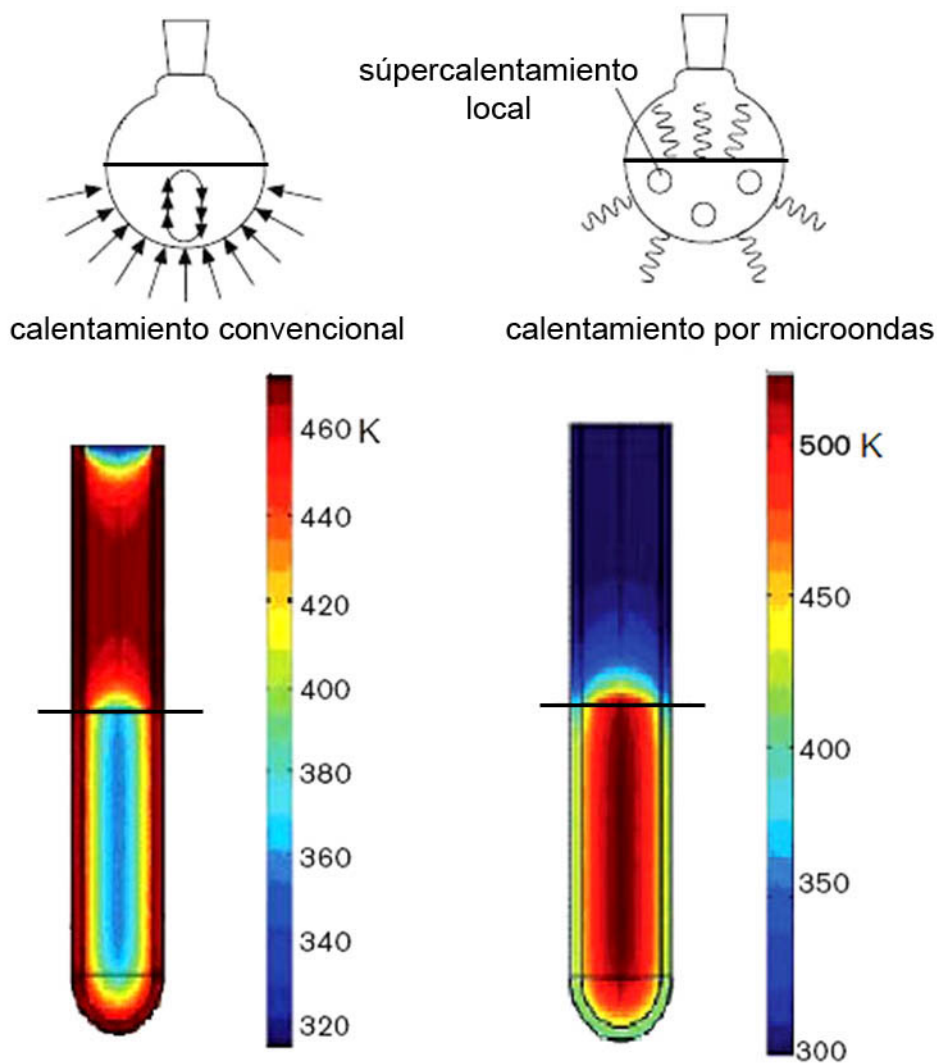 súpercalentamiento
local
calentamiento convencional
calentamiento por microondas
460 K
440
420
400
380
360
340
320
500 K
450
400
350
300